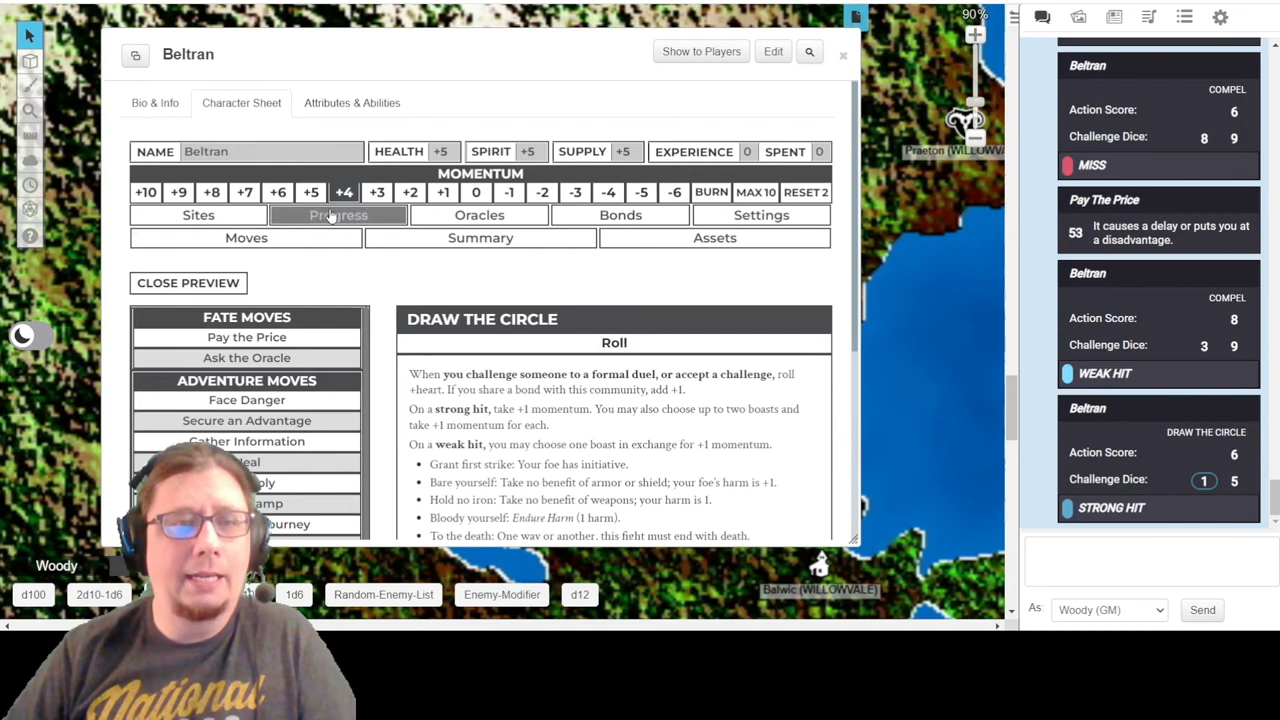 Beltran
Show to Players
Edit
Bio & Info
Character Sheet
Attributes & Abilities
NAME Beltran
HEALTH +5
SPIRIT +5
SUPPLY +5
EXPERIENCE 0 SPENT 0
MOMENTUM
+10 +9 +8 +7 +6 +5 +4 +3 +2 +1 0 -1 -2 -3 -4 -5 -6 BURN MAX 10 RESET 2
Sites
Progress
Oracles
Bonds
Settings
Moves
Summary
Assets
CLOSE PREVIEW
FATE MOVES
Pay the Price
Ask the Oracle
ADVENTURE MOVES
Face Danger
Secure an Advantage
Gather Information
DRAW THE CIRCLE
Roll
When you challenge someone to a formal duel, or accept a challenge, roll
+heart. If you share a bond with this community, add +1.
On a strong hit, take +1 momentum. You may also choose up to two boasts and
take +1 momentum for each.
On a weak hit, you may choose one boast in exchange for +1 momentum.
• Grant first strike: Your foe has initiative.
• Bare yourself: Take no benefit of armor or shield; your foe's harm is +1.
• Hold no iron: Take no benefit of weapons; your harm is 1.
• Bloody yourself: Endure Harm (1 harm).
• To the death: One way or another, this fight must end with death.
90%
Praeton (WILLOWVA
Balwic (WILLOWVALE)
Woody
d100
2d10-1d6
1d6
Random-Enemy-List
Enemy-Modifier
d12
National
Beltran
COMPEL
Action Score: 6
Challenge Dice: 8 9
MISS
Pay The Price
53 It causes a delay or puts you at
a disadvantage.
Beltran
COMPEL
Action Score: 8
Challenge Dice: 3 9
WEAK HIT
Beltran
DRAW THE CIRCLE
Action Score: 6
Challenge Dice: 1 5
STRONG HIT
As: Woody (GM)
Send